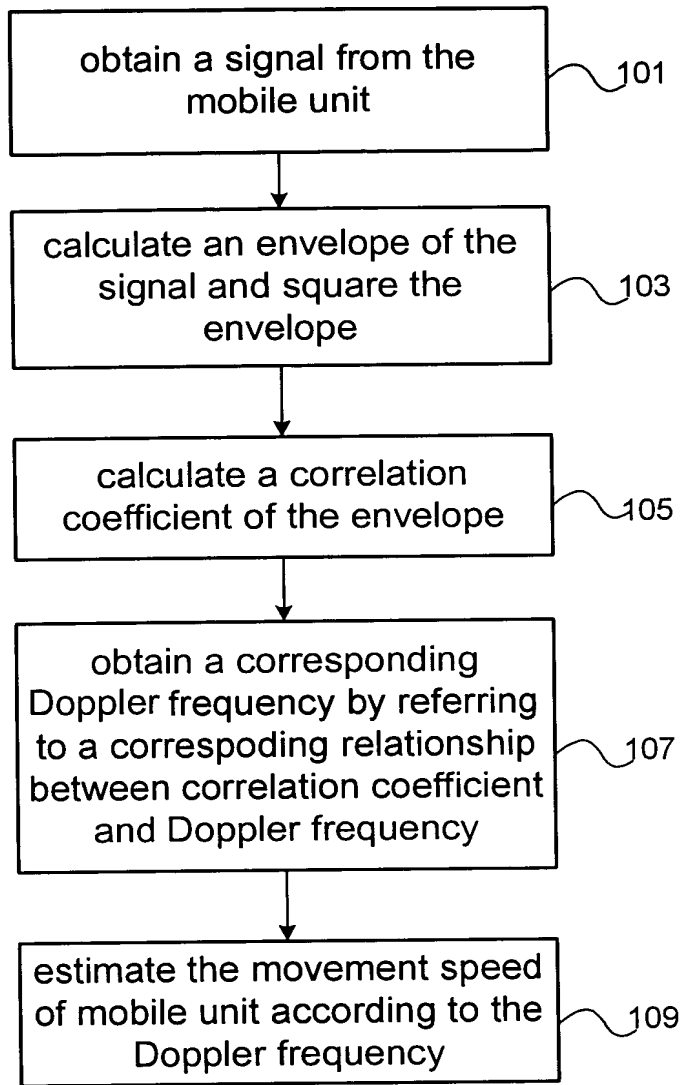 obtain a signal from the
mobile unit
101
calculate an envelope of the
signal and square the
envelope
103
calculate a correlation
coefficient of the envelope
105
obtain a corresponding
Doppler frequency by referring
to a correspoding relationship
between correlation coefficient
and Doppler frequency
107
estimate the movement speed
of mobile unit according to the
Doppler frequency
109